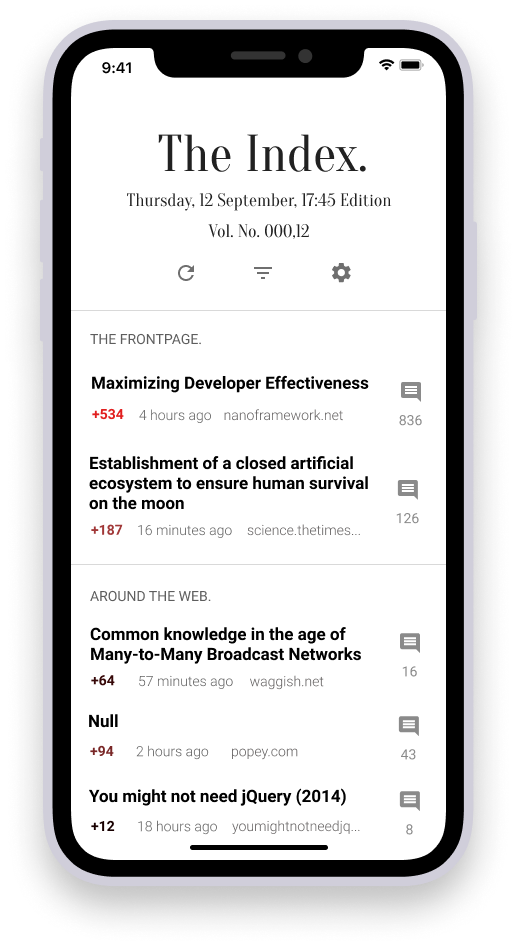 9:41
The Index.
Thursday, 12 September, 17:45 Edition
Vol. No. 000,12
THE FRONTPAGE.
Maximizing Developer Effectiveness
+534 4 hours ago nanoframework.net
836
Establishment of a closed artificial
ecosystem to ensure human survival
on the moon
+187 16 minutes ago science.thetimes...
126
AROUND THE WEB.
Common knowledge in the age of
Many-to-Many Broadcast Networks
+64 57 minutes ago waggish.net
16
Null
+94 2 hours ago popey.com
43
You might not need jQuery (2014)
+12 18 hours ago youmightnotneedjq...
8